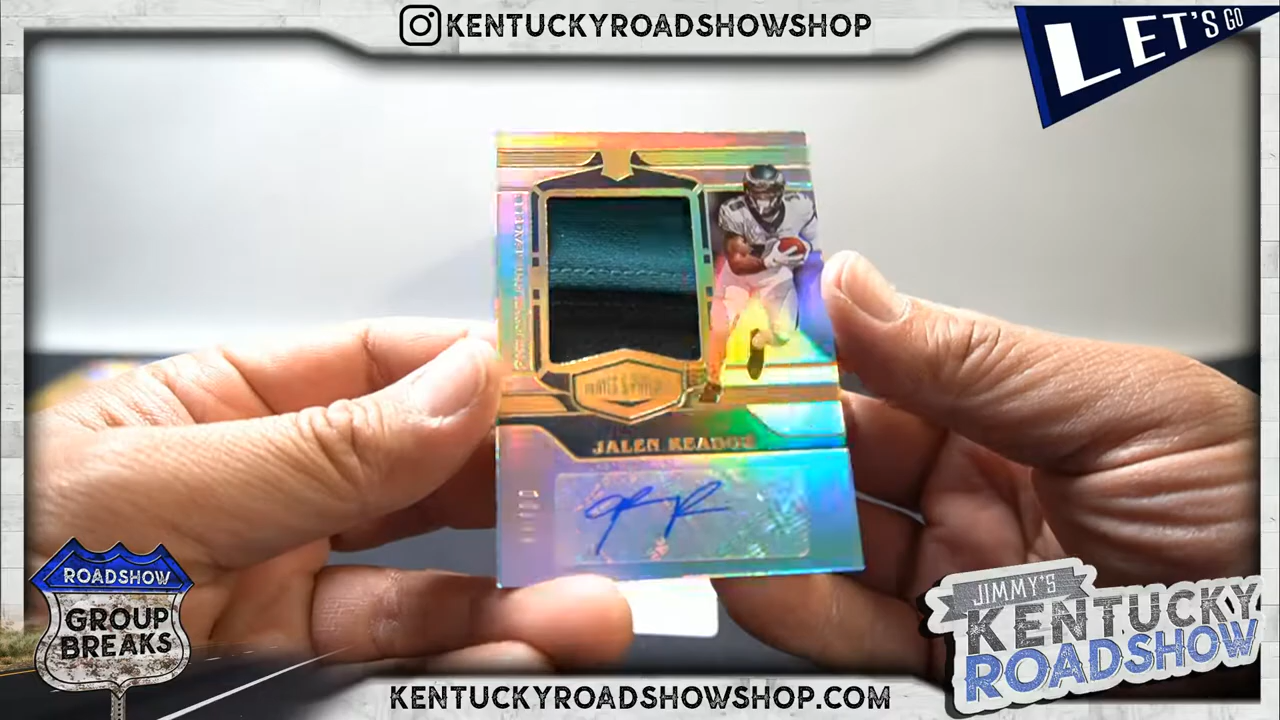 KENTUCKYROADSHOWSHOP
LET'S GO
JALEN REAGOR
ROADSHOW
GROUP
BREAKS
JIMMY'S
KENTUCKY
ROADSHOW
KENTUCKYROADSHOWSHOP.COM